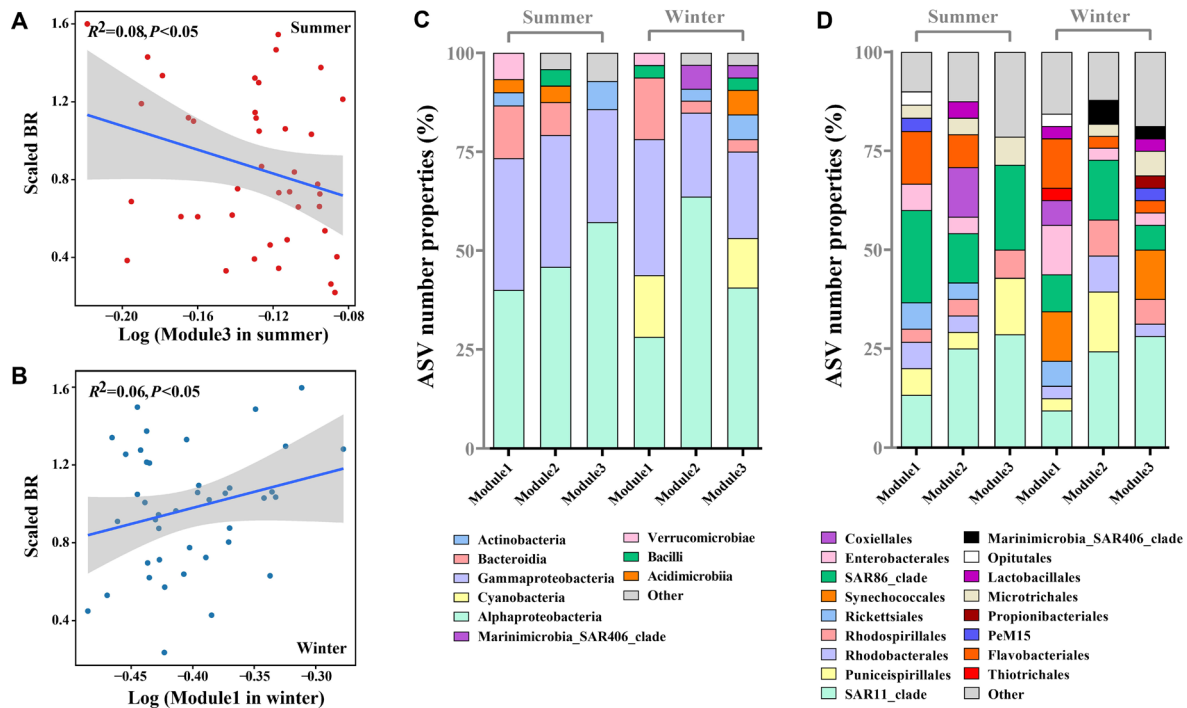 A
R²=0.08, P<0.05
Summer
1.6
1.2
0.8
0.4
Scaled BR
−0.20
−0.16
−0.12
−0.08
Log (Module3 in summer)
B
R²=0.06, P<0.05
1.6
1.2
0.8
0.4
Scaled BR
Winter
−0.45
−0.40
−0.35
−0.30
Log (Module1 in winter)
C
Summer
Winter
100
75
50
25
0
ASV number properties (%)
Module1
Module2
Module3
Module1
Module2
Module3
Actinobacteria
Bacteroidia
Gammaproteobacteria
Cyanobacteria
Alphaproteobacteria
Marinimicrobia_SAR406_clade
Verrucomicrobiae
Bacilli
Acidimicrobiia
Other
D
Summer
Winter
100
75
50
25
0
ASV number properties (%)
Module1
Module2
Module3
Module1
Module2
Module3
Coxiellales
Enterobacterales
SAR86_clade
Synechococcales
Rickettsiales
Rhodospirillales
Rhodobacterales
Puniceispirillales
SAR11_clade
Marinimicrobia_SAR406_clade
Opitutales
Lactobacillales
Microtrichales
Propionibacteriales
PeM15
Flavobacteriales
Thiotrichales
Other